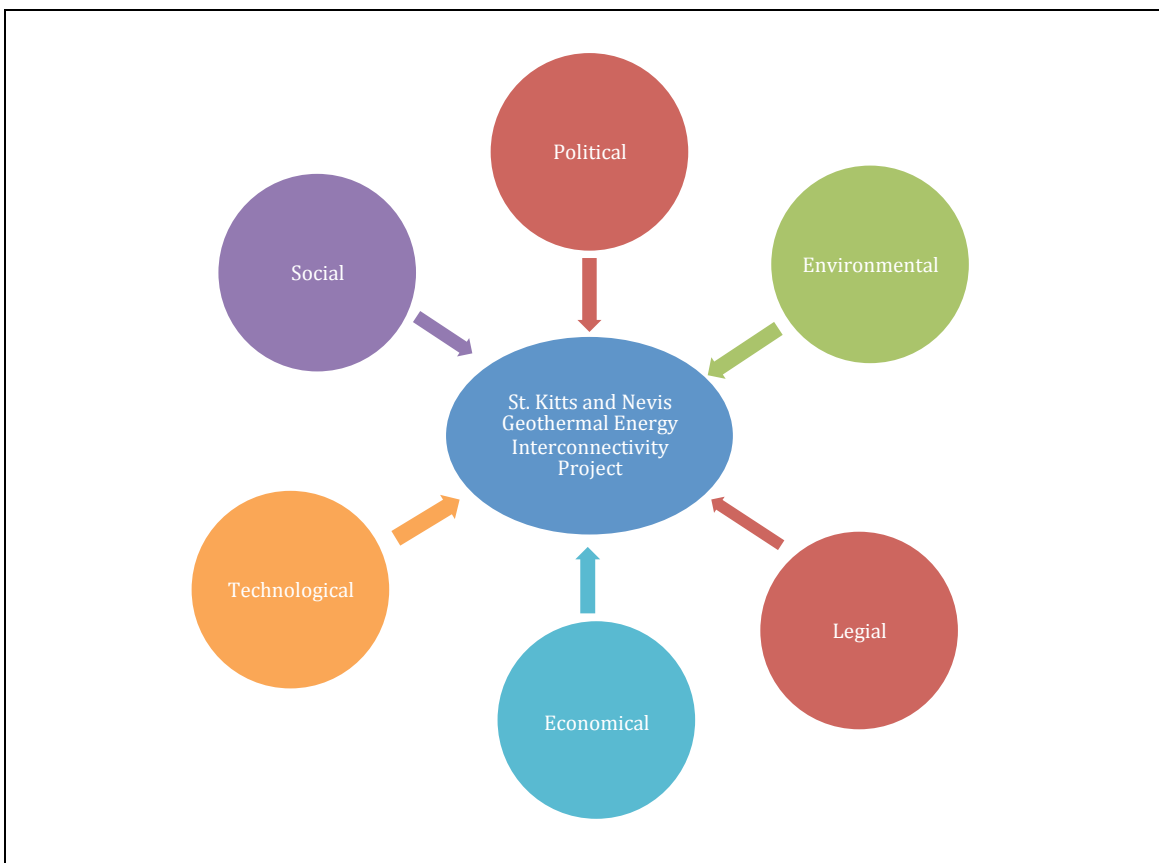 Political
Social
Environmental
St. Kitts and Nevis
Geothermal Energy
Interconnectivity
Project
Technological
Legial
Economical